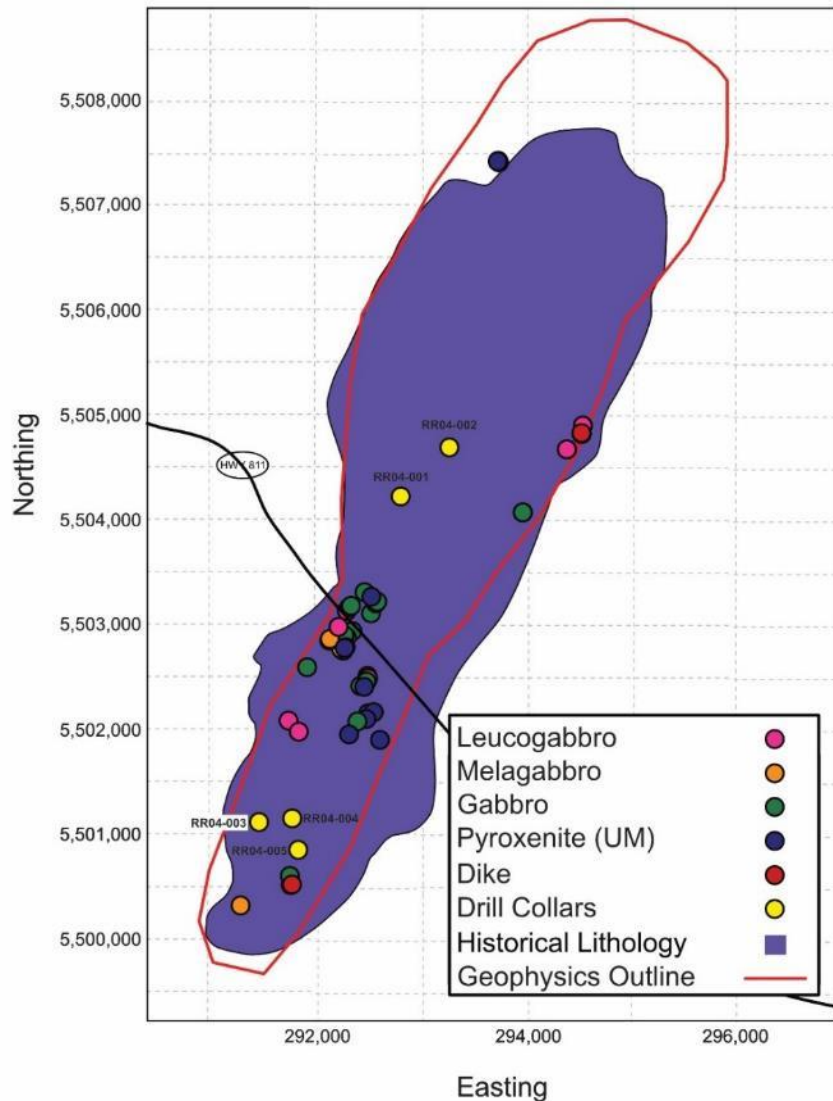 5,508,000
5,507,000
5,506,000
5,505,000
5,504,000
5,503,000
5,502,000
5,501,000
5,500,000
Northing
HWY 811
RR04-002
RR04-001
RR04-003
RR04-004
RR04-005
Leucogabbro
Melagabbro
Gabbro
Pyroxenite (UM)
Dike
Drill Collars
Historical Lithology
Geophysics Outline
292,000
294,000
296,000
Easting